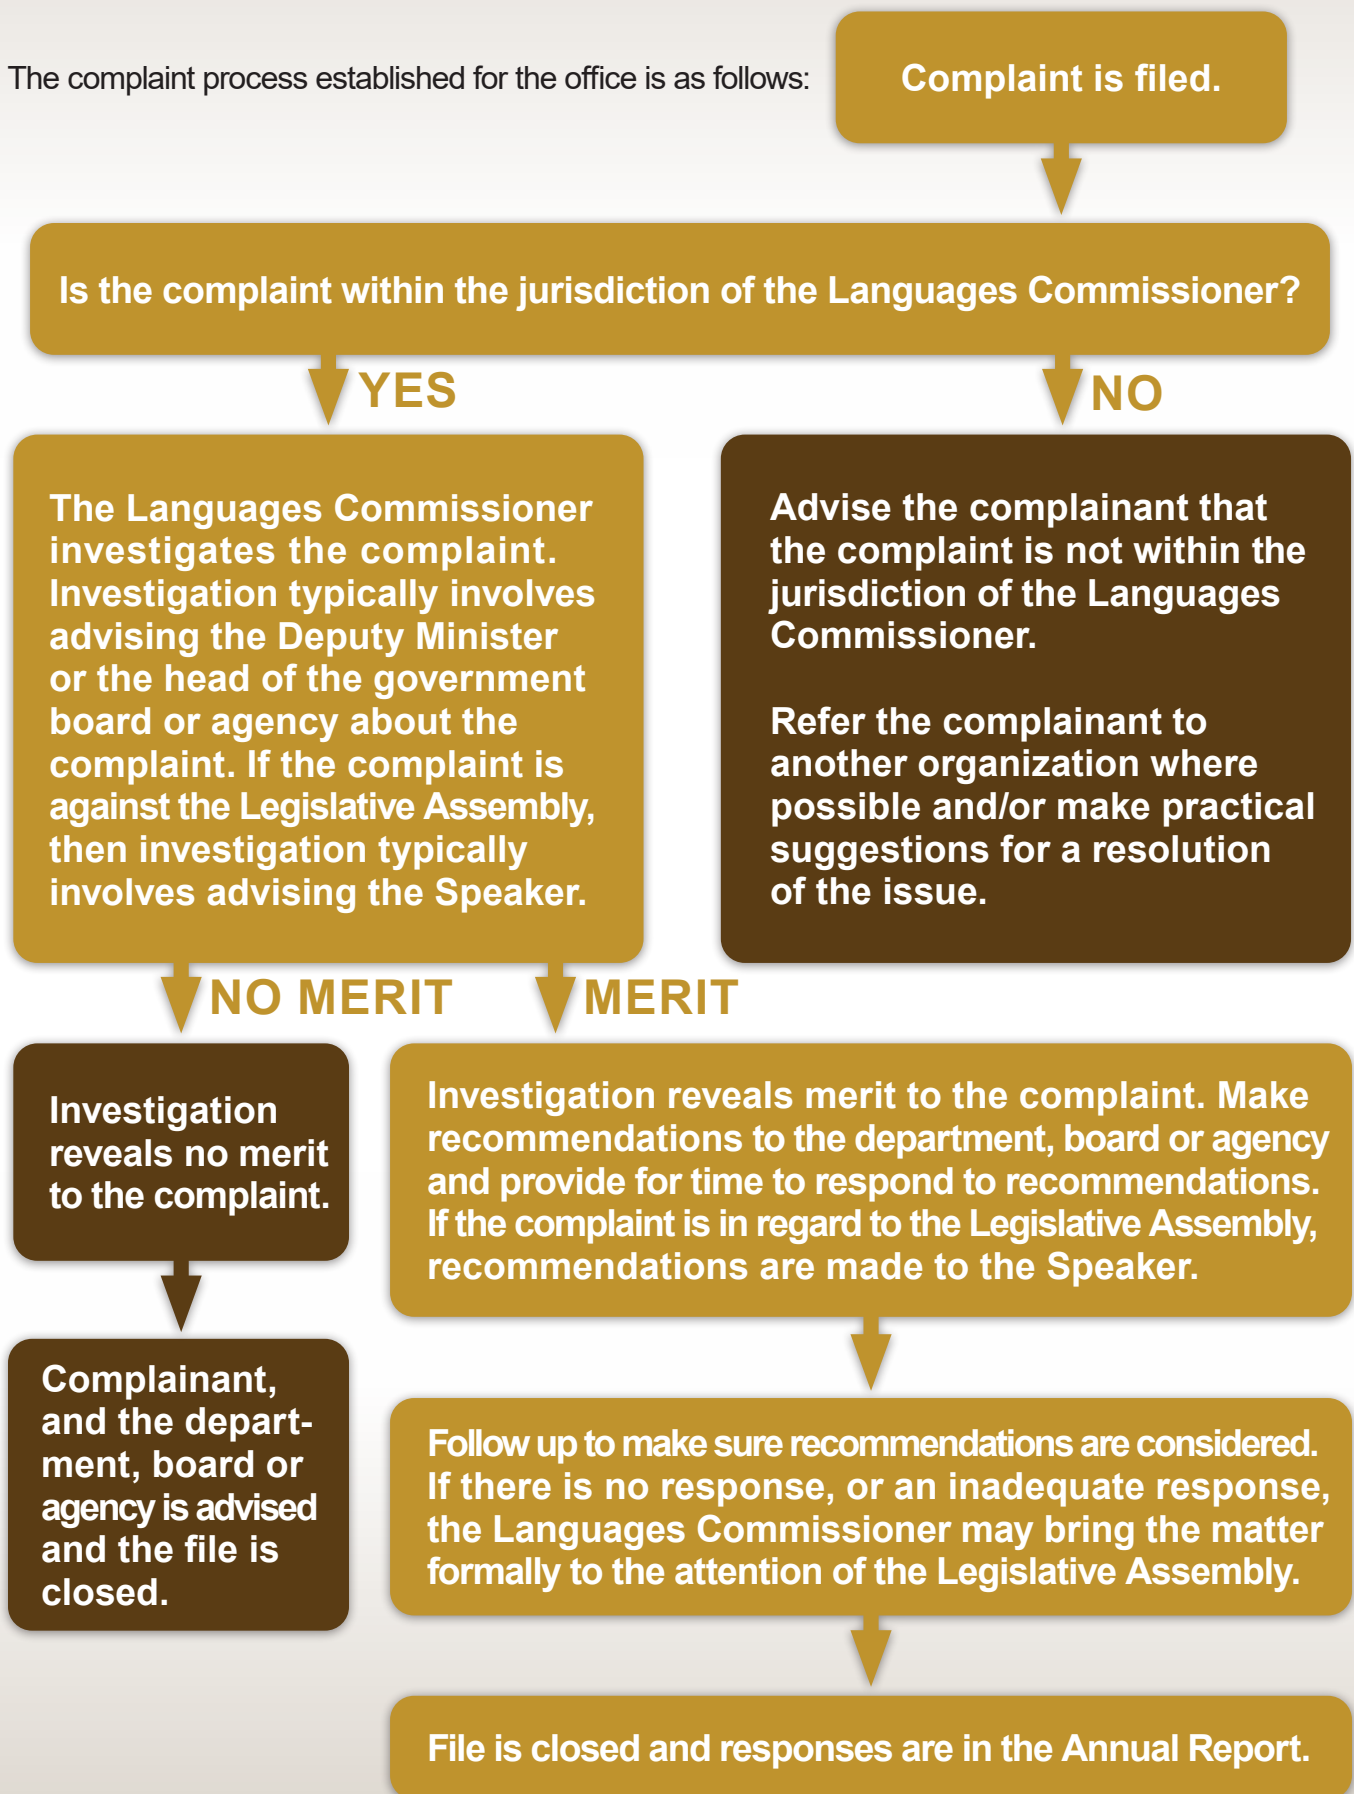 The complaint process established for the office is as follows:
Complaint is filed.
Is the complaint within the jurisdiction of the Languages Commissioner?
YES
NO
The Languages Commissioner
investigates the complaint.
Investigation typically involves
advising the Deputy Minister
or the head of the government
board or agency about the
complaint. If the complaint is
against the Legislative Assembly,
then investigation typically
involves advising the Speaker.
Advise the complainant that
the complaint is not within the
jurisdiction of the Languages
Commissioner.
Refer the complainant to
another organization where
possible and/or make practical
suggestions for a resolution
of the issue.
NO MERIT
MERIT
Investigation
reveals no merit
to the complaint.
Investigation reveals merit to the complaint. Make
recommendations to the department, board or agency
and provide for time to respond to recommendations.
If the complaint is in regard to the Legislative Assembly,
recommendations are made to the Speaker.
Complainant,
and the depart-
ment, board or
agency is advised
and the file is
closed.
Follow up to make sure recommendations are considered.
If there is no response, or an inadequate response,
the Languages Commissioner may bring the matter
formally to the attention of the Legislative Assembly.
File is closed and responses are in the Annual Report.